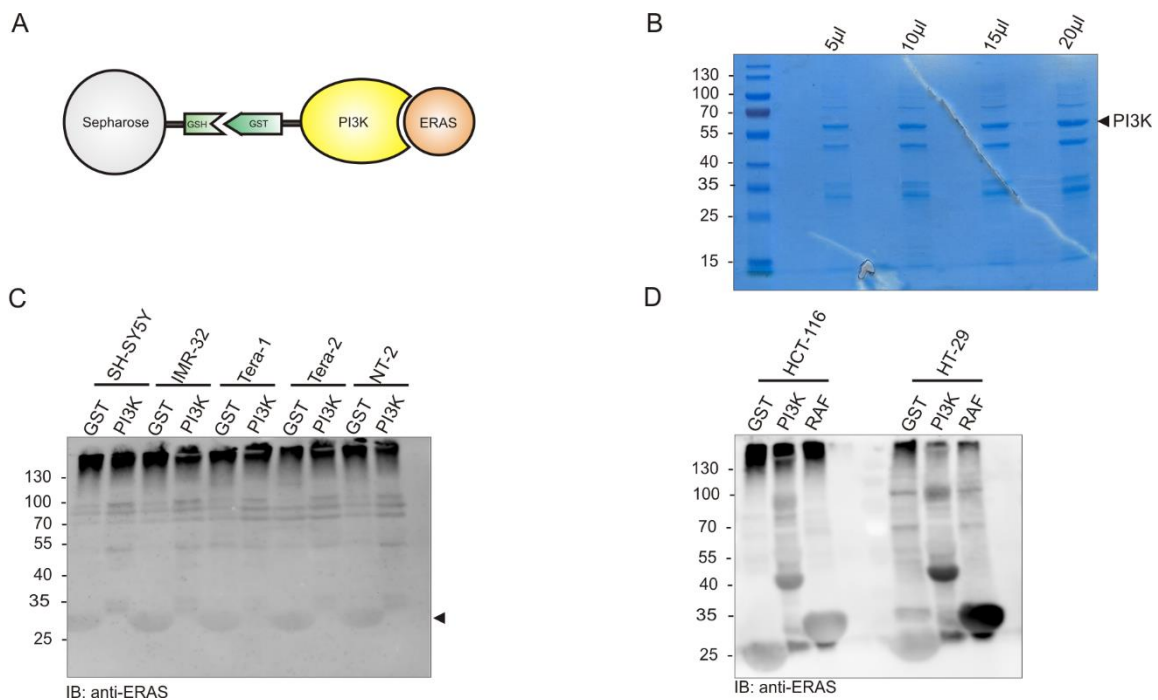 A
Sepharose
GSH
GST
PI3K
ERAS
B
5µl
10µl
15µl
20µl
130 -
100 -
70 -
55 -
40 -
35 -
25 -
15 -
PI3K
C
SH-SY5Y
IMR-32
Tera-1
Tera-2
NT-2
GST
PI3K
GST
PI3K
GST
PI3K
GST
PI3K
GST
PI3K
130 -
100 -
70 -
55 -
40 -
35 -
25 -
IB: anti-ERAS
D
HCT-116
HT-29
GST
PI3K
RAF
GST
PI3K
RAF
130 -
100 -
70 -
55 -
40 -
35 -
25 -
IB: anti-ERAS